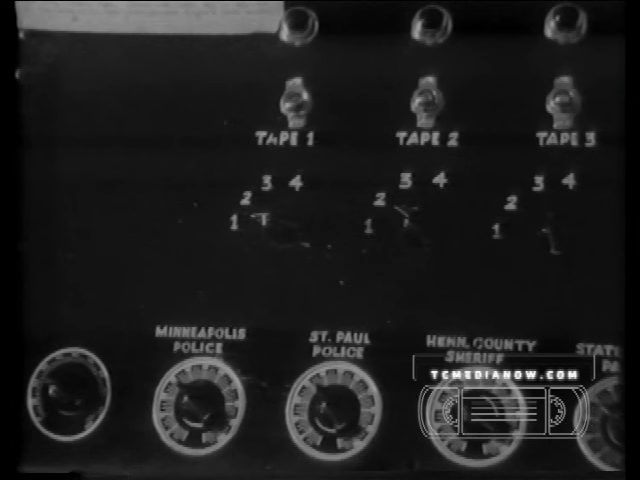 TAPE 1 TAPE 2 TAPE 3
3 4 3 4 3 4
2 2 2
1 1 1
MINNEAPOLIS POLICE
ST. PAUL POLICE
HENN. COUNTY SHERIFF
STATE
TCMEDIANOW.COM